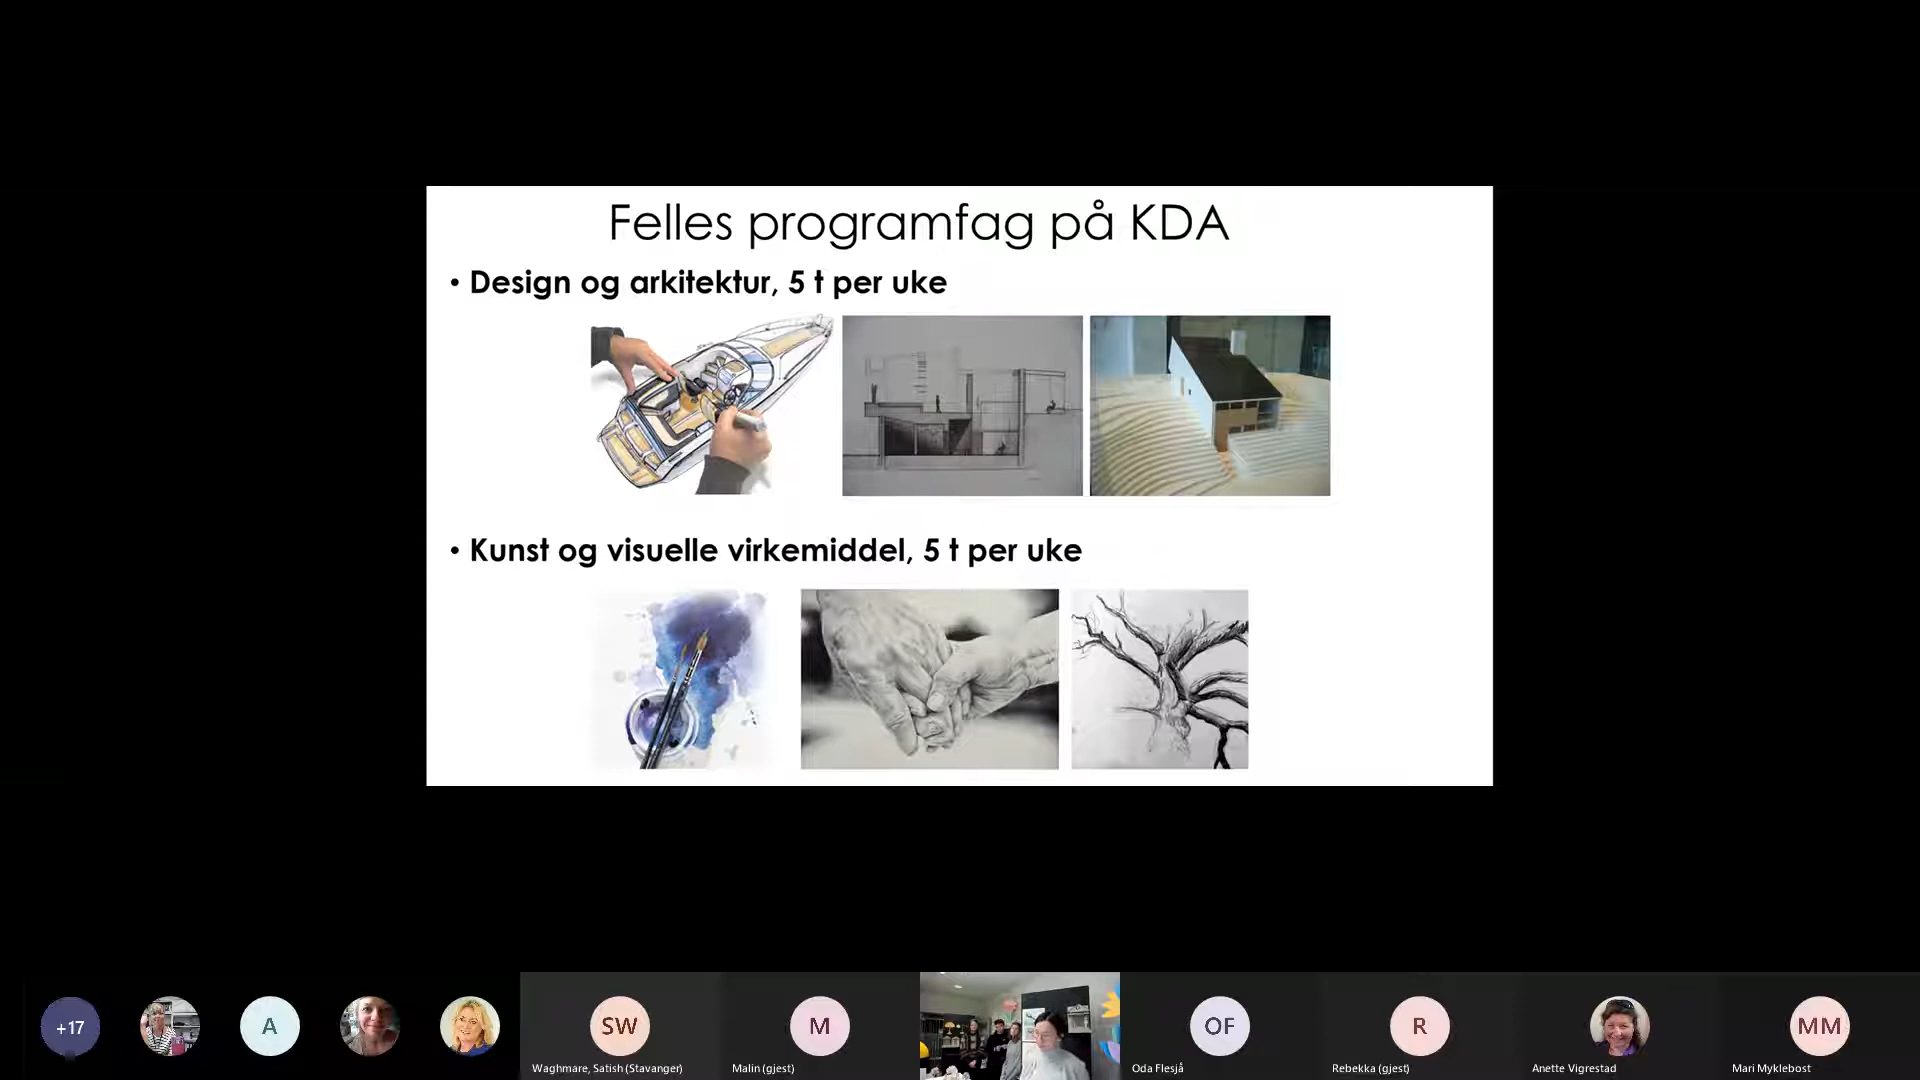 Felles programfag på KDA
• Design og arkitektur, 5 t per uke
• Kunst og visuelle virkemiddel, 5 t per uke
+17
A
SW
M
OF
R
MM
Waghmare, Satish (Stavanger)
Malin (gjest)
Oda Flesjå
Rebekka (gjest)
Anette Vigrestad
Mari Myklebost